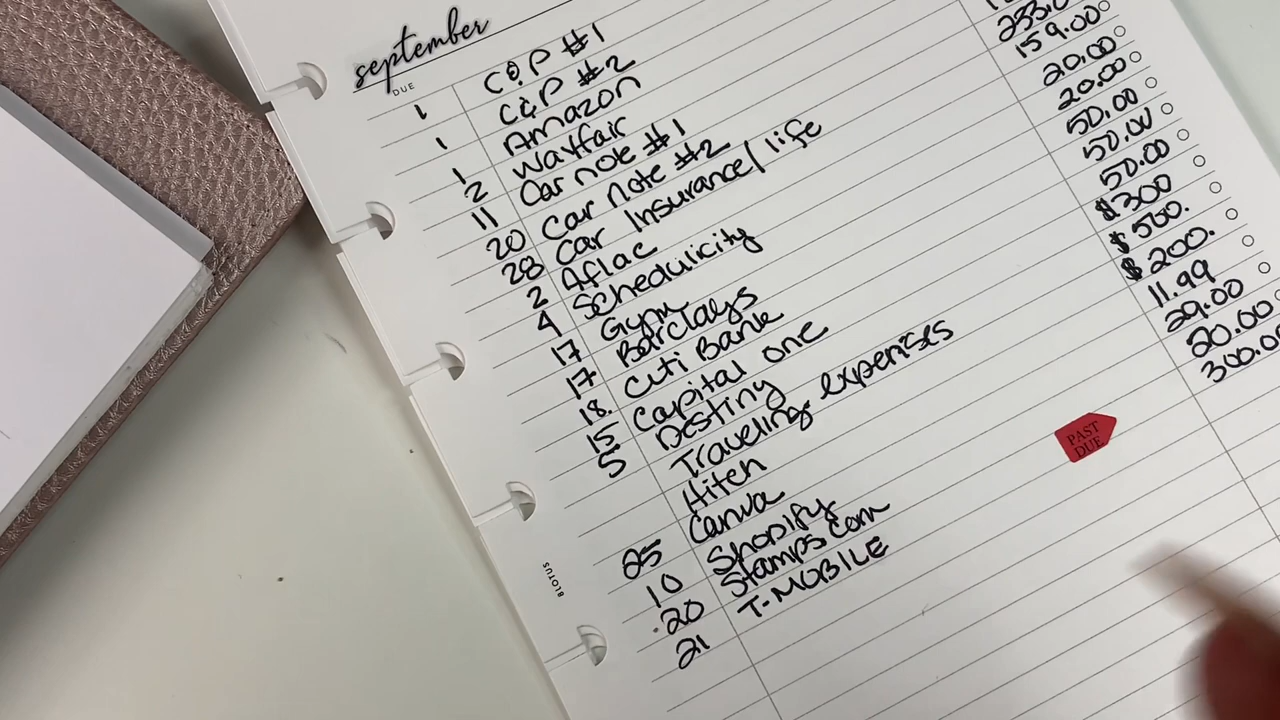 september
DUE
1 C&P #1
1 C&P #2
1 Amazon
2 Wayfair
11 Car note #1
20 Car note #2
28 Car Insurance/life
2 Aflac 159.00
4 Schedulicity 20.00
17 Gym 20.00
17 Barclays 50.00
18. Citi Bank 50.00
15 Capital one 50.00
5 Destiny $300
Traveling expenses $500.
Hitch $200.
25 Canva 11.99
10 Shopify 29.00
20 Stamps.com 20.00
21 T-MOBILE 300.00
PAST
DUE
BLOTUS